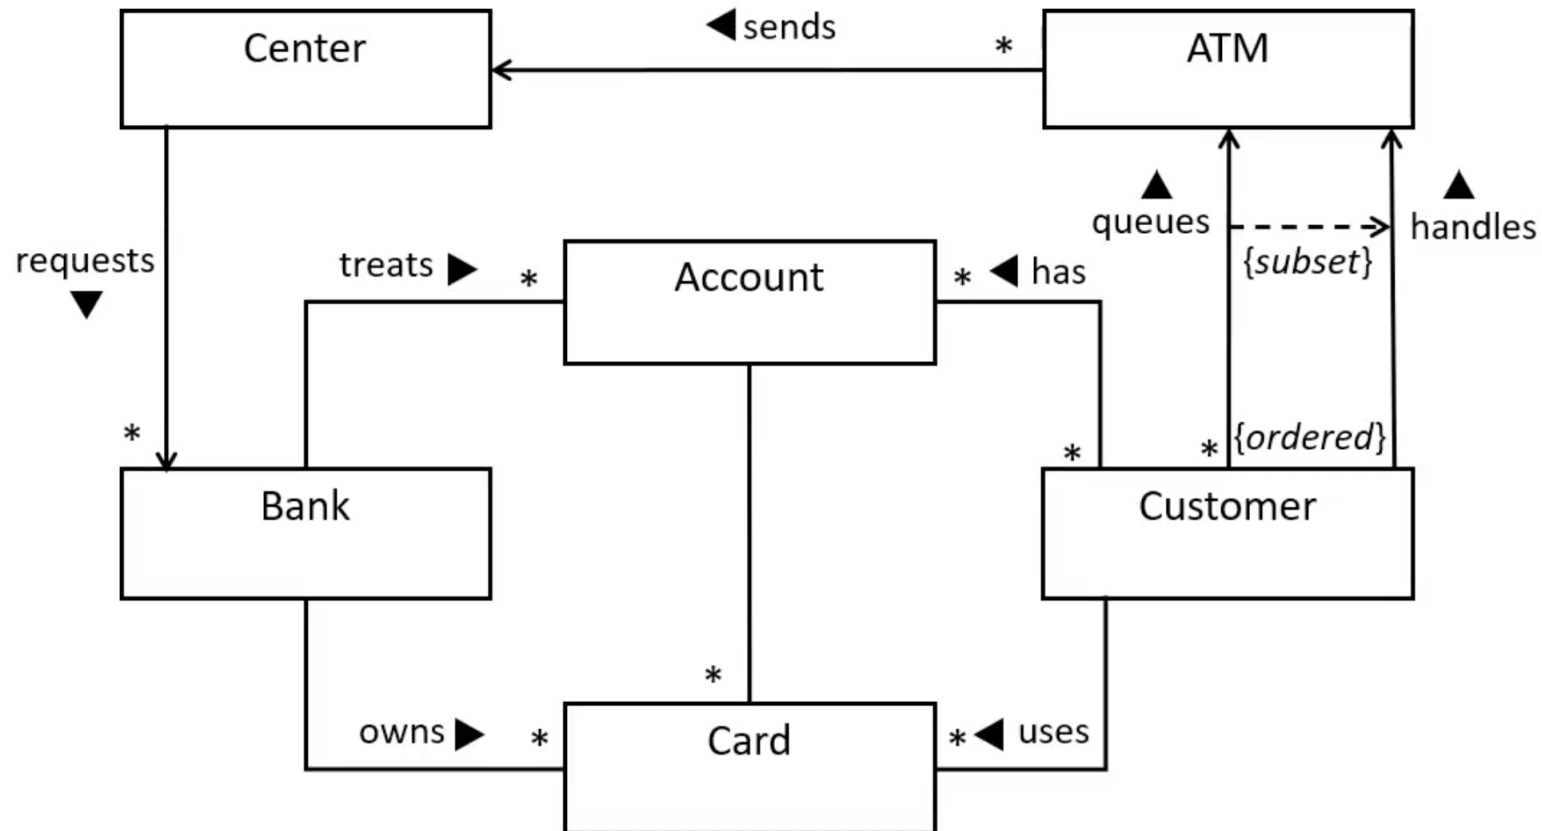 Center
◀ sends
*
ATM
requests
▼
*
treats ▶
*
Account
* ◀ has
*
▲
queues
{subset}
▲
handles
* {ordered}
Bank
Customer
*
owns ▶
*
Card
* ◀ uses